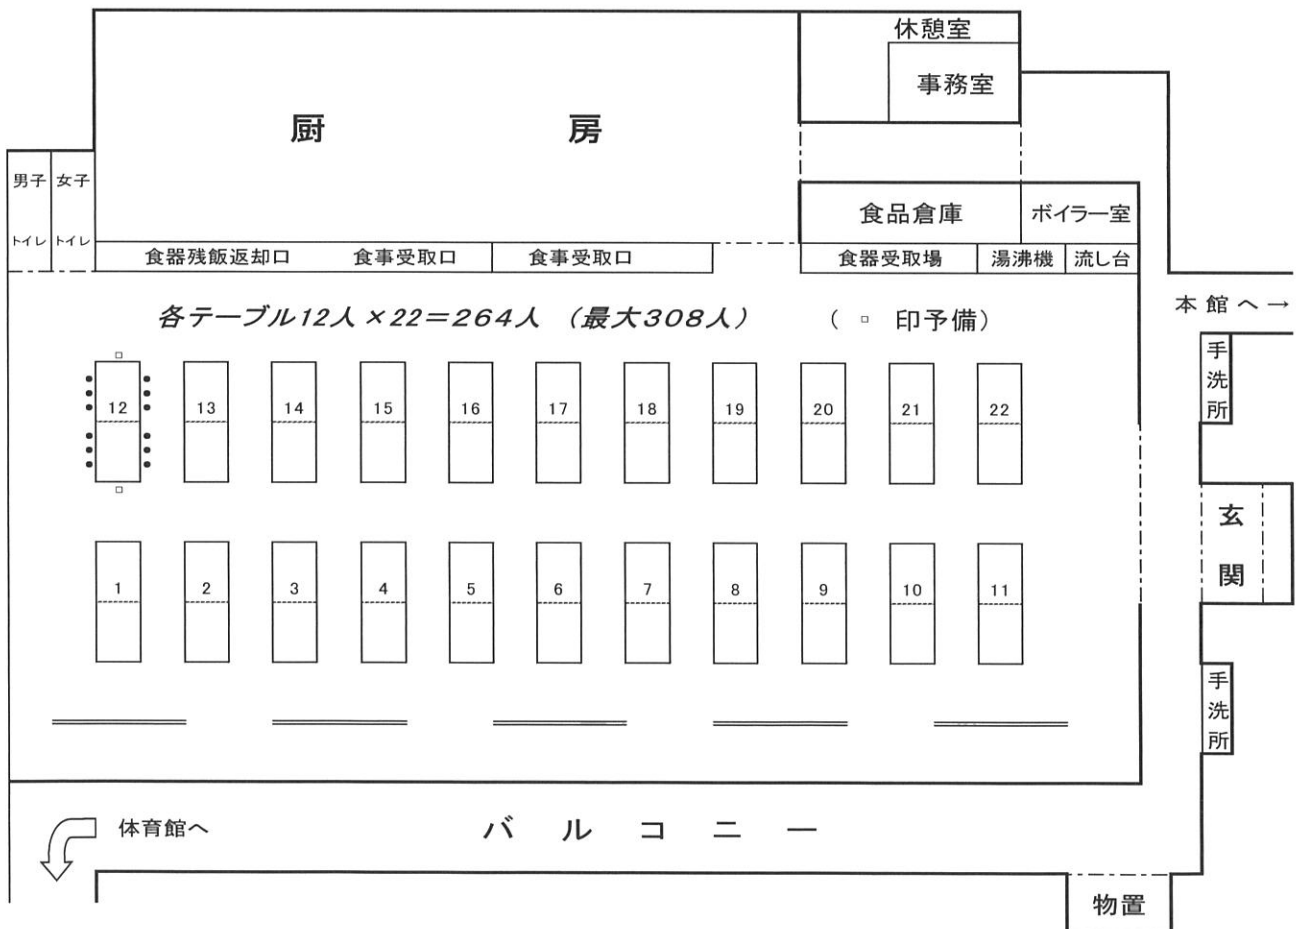 休憩室
事務室
厨房
男子トイレ
女子トイレ
食品倉庫
ボイラー室
食器残飯返却口
食事受取口
食事受取口
食器受取場
湯沸機
流し台
本館へ→
各テーブル12人×22=264人 (最大308人) (□ 印予備)
手洗所
12 13 14 15 16 17 18 19 20 21 22
玄関
1 2 3 4 5 6 7 8 9 10 11
手洗所
体育館へ
バルコニー
物置